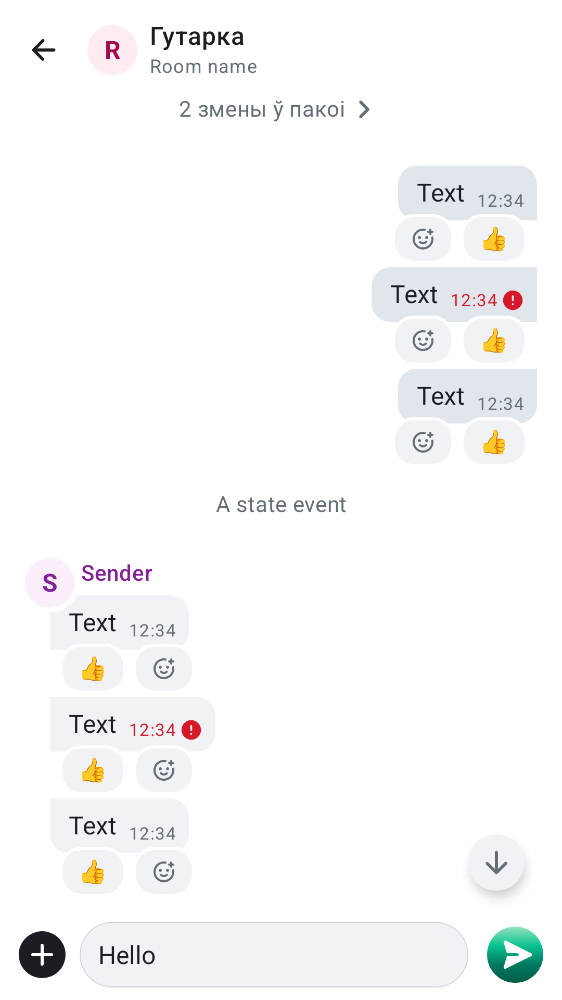 R
Гутарка
Room name
2 змены ў пакоі
Text 12:34
👍
Text 12:34
👍
Text 12:34
👍
A state event
S
Sender
Text 12:34
👍
Text 12:34
👍
Text 12:34
👍
Hello